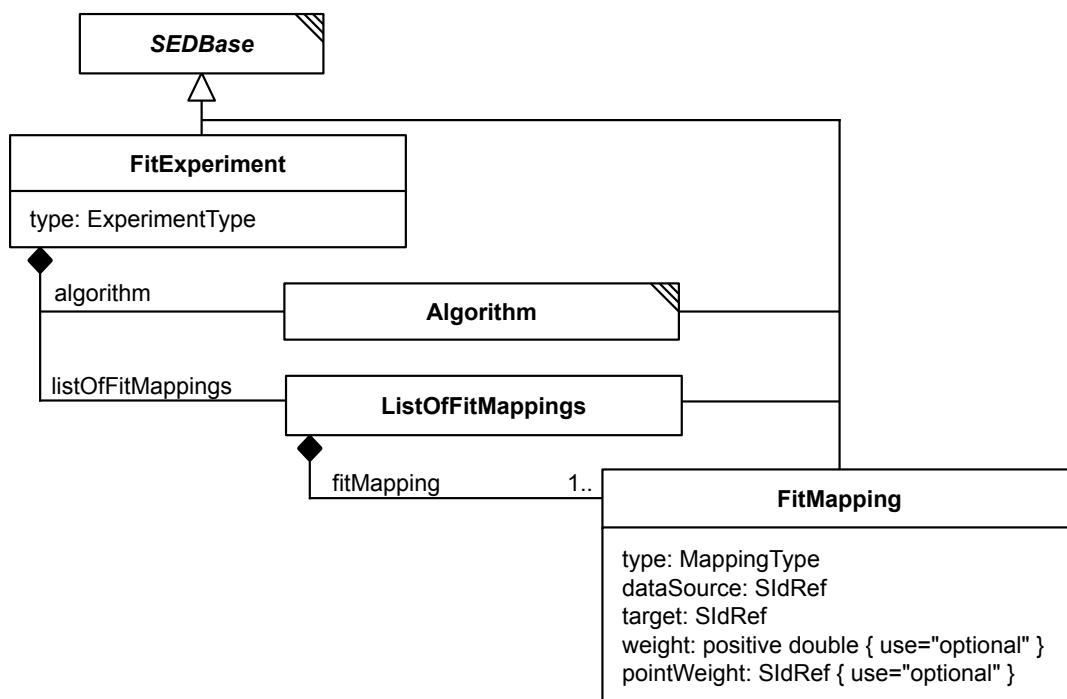 SEDBase
FitExperiment
type: ExperimentType
algorithm
Algorithm
listOfFitMappings
ListOfFitMappings
fitMapping
1..
FitMapping
type: MappingType
dataSource: SIdRef
target: SIdRef
weight: positive double { use="optional" }
pointWeight: SIdRef { use="optional" }